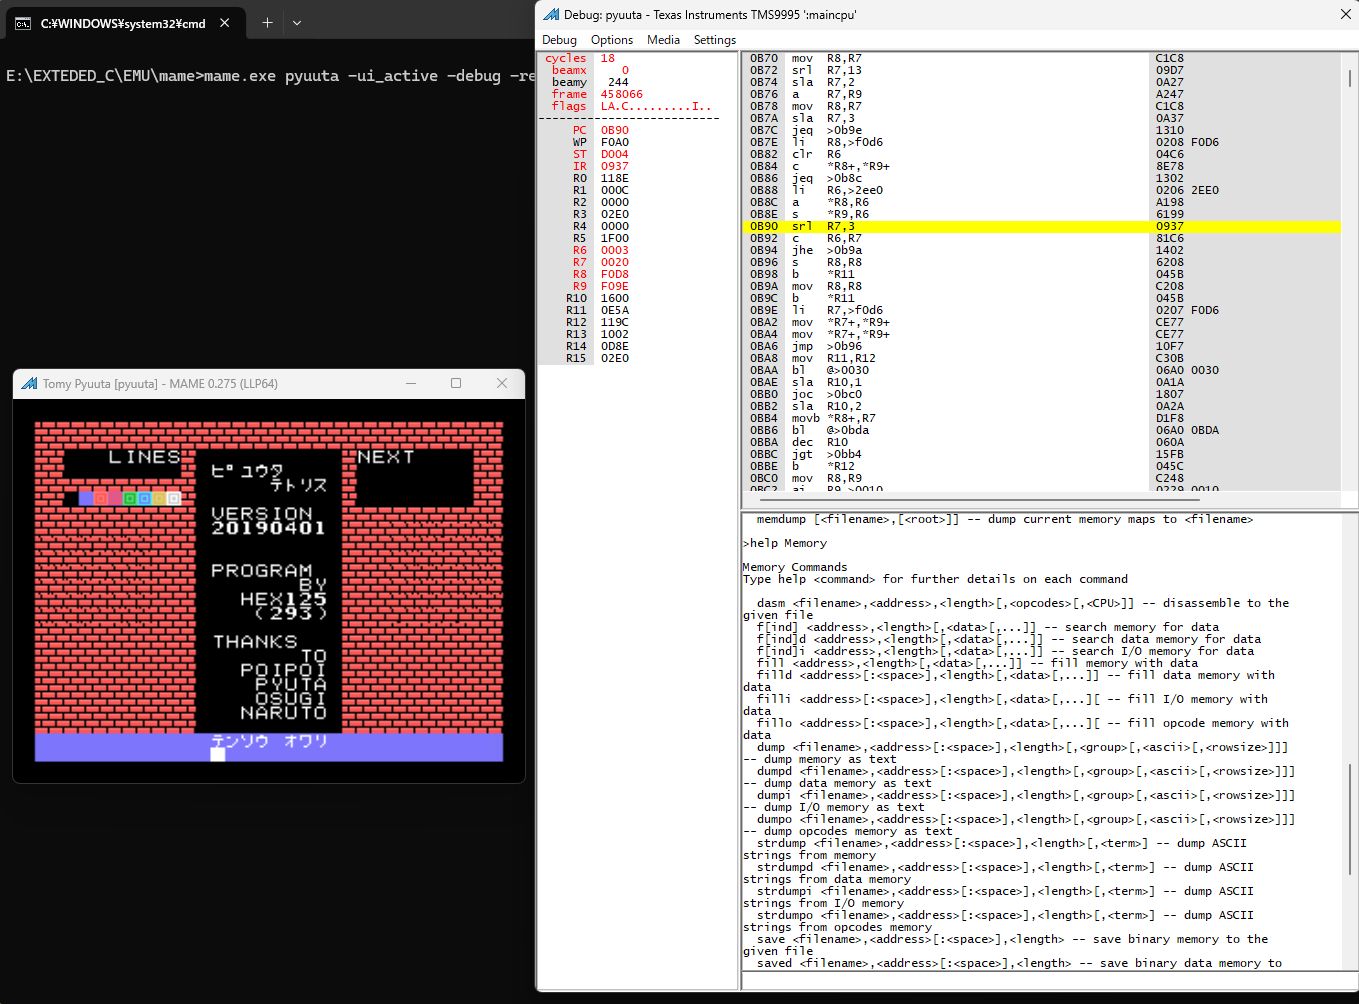 C:¥WINDOWS¥system32¥cmd
E:\EXTEDED_C\EMU\mame>mame.exe pyuuta -ui_active -debug -re
Tomy Pyuuta [pyuuta] - MAME 0.275 (LLP64)
LINES
NEXT
ピュウタ
テトリス
VERSION
20190401
PROGRAM
BY
HEX125
(293)
THANKS
TO
POIPOI
PYUTA
OSUGI
NARUTO
テンソウ オワリ
Debug: pyuuta - Texas Instruments TMS9995 ':maincpu'
Debug Options Media Settings
cycles 18
beamx 0
beamy 244
frame 458066
flags LA.C.........I..
PC 0B90
WP F0A0
ST D004
IR 0937
R0 118E
R1 000C
R2 0000
R3 02E0
R4 0000
R5 1F00
R6 0003
R7 0020
R8 F0D8
R9 F09E
R10 1600
R11 0E5A
R12 119C
R13 1002
R14 0D8E
R15 02E0
0B70 mov R8,R7 C1C8
0B72 srl R7,13 09D7
0B74 sla R7,2 0A27
0B76 a R7,R9 A247
0B78 mov R8,R7 C1C8
0B7A sla R7,3 0A37
0B7C jeq >0b9e 1310
0B7E li R8,>f0d6 0208 F0D6
0B82 clr R6 04C6
0B84 c *R8+,*R9+ 8E78
0B86 jeq >0b8c 1302
0B88 li R6,>2ee0 0206 2EE0
0B8C a *R8,R6 A198
0B8E s *R9,R6 6199
0B90 srl R7,3 0937
0B92 c R6,R7 81C6
0B94 jhe >0b9a 1402
0B96 s R8,R8 6208
0B98 b *R11 045B
0B9A mov R8,R8 C208
0B9C b *R11 045B
0B9E li R7,>f0d6 0207 F0D6
0BA2 mov *R7+,*R9+ CE77
0BA4 mov *R7+,*R9+ CE77
0BA6 jmp >0b96 10F7
0BA8 mov R11,R12 C30B
0BAA bl @>0030 06A0 0030
0BAE sla R10,1 0A1A
0BB0 joc >0bc0 1807
0BB2 sla R10,2 0A2A
0BB4 movb *R8+,R7 D1F8
0BB6 bl @>0bda 06A0 0BDA
0BBA dec R10 060A
0BBC jgt >0bb4 15FB
0BBE b *R12 045C
0BC0 mov R8,R9 C248
0BC2 ai R9,>0010 0229 0010
memdump [<filename>,[<root>]] -- dump current memory maps to <filename>
>help Memory
Memory Commands
Type help <command> for further details on each command
dasm <filename>,<address>,<length>[,<opcodes>[,<CPU>]] -- disassemble to the
given file
f[ind] <address>,<length>[,<data>[,...]] -- search memory for data
f[ind]d <address>,<length>[,<data>[,...]] -- search data memory for data
f[ind]i <address>,<length>[,<data>[,...]] -- search I/O memory for data
fill <address>,<length>[,<data>[,...]] -- fill memory with data
filld <address>[:<space>],<length>[,<data>[,...]] -- fill data memory with
data
filli <address>[:<space>],<length>[,<data>[,...][ -- fill I/O memory with
data
fillo <address>[:<space>],<length>[,<data>[,...][ -- fill opcode memory with
data
dump <filename>,<address>[:<space>],<length>[,<group>[,<ascii>[,<rowsize>]]]
-- dump memory as text
dumpd <filename>,<address>[:<space>],<length>[,<group>[,<ascii>[,<rowsize>]]]
-- dump data memory as text
dumpi <filename>,<address>[:<space>],<length>[,<group>[,<ascii>[,<rowsize>]]]
-- dump I/O memory as text
dumpo <filename>,<address>[:<space>],<length>[,<group>[,<ascii>[,<rowsize>]]]
-- dump opcodes memory as text
strdump <filename>,<address>[:<space>],<length>[,<term>] -- dump ASCII
strings from memory
strdumpd <filename>,<address>[:<space>],<length>[,<term>] -- dump ASCII
strings from data memory
strdumpi <filename>,<address>[:<space>],<length>[,<term>] -- dump ASCII
strings from I/O memory
strdumpo <filename>,<address>[:<space>],<length>[,<term>] -- dump ASCII
strings from opcodes memory
save <filename>,<address>[:<space>],<length> -- save binary memory to the
given file
saved <filename>,<address>[:<space>],<length> -- save binary data memory to